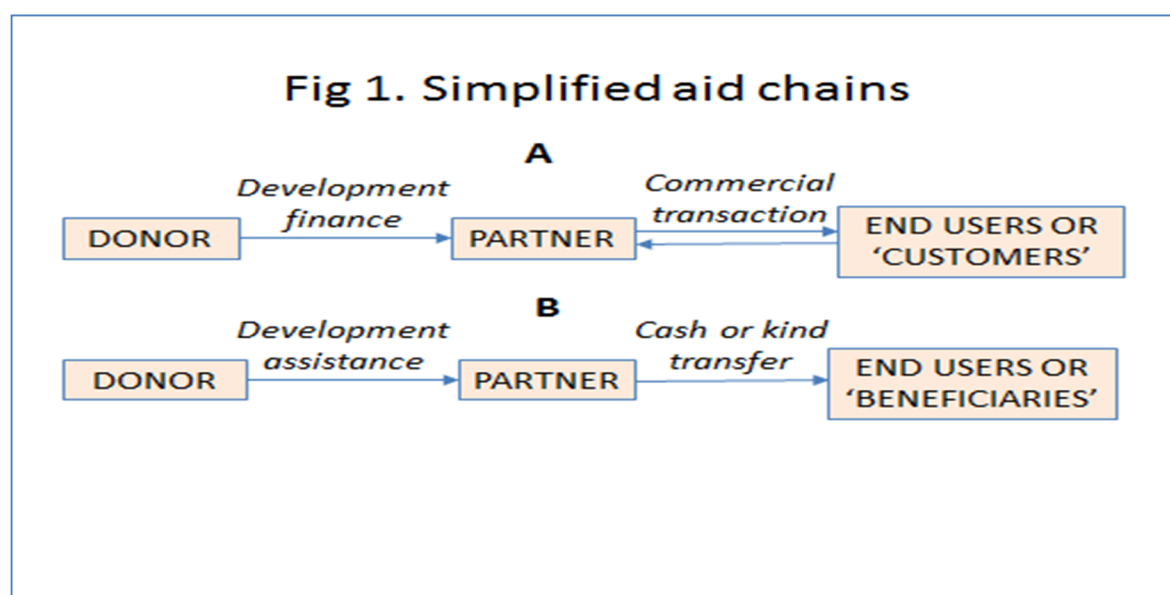 Fig 1. Simplified aid chains
A
Development
finance
Commercial
transaction
DONOR
PARTNER
END USERS OR
‘CUSTOMERS’
B
Development
assistance
Cash or kind
transfer
DONOR
PARTNER
END USERS OR
‘BENEFICIARIES’